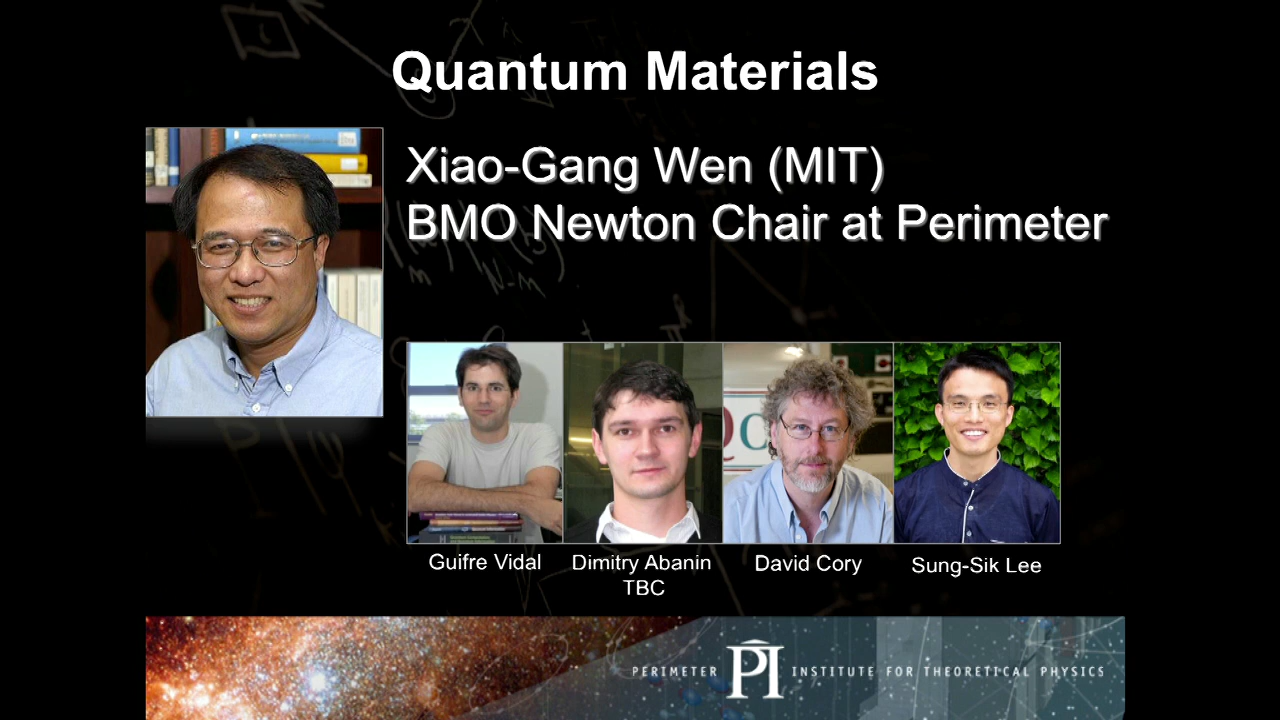 Quantum Materials
Xiao-Gang Wen (MIT)
BMO Newton Chair at Perimeter
Guifre Vidal
Dimitry Abanin
TBC
David Cory
Sung-Sik Lee
PERIMETER PI INSTITUTE FOR THEORETICAL PHYSICS